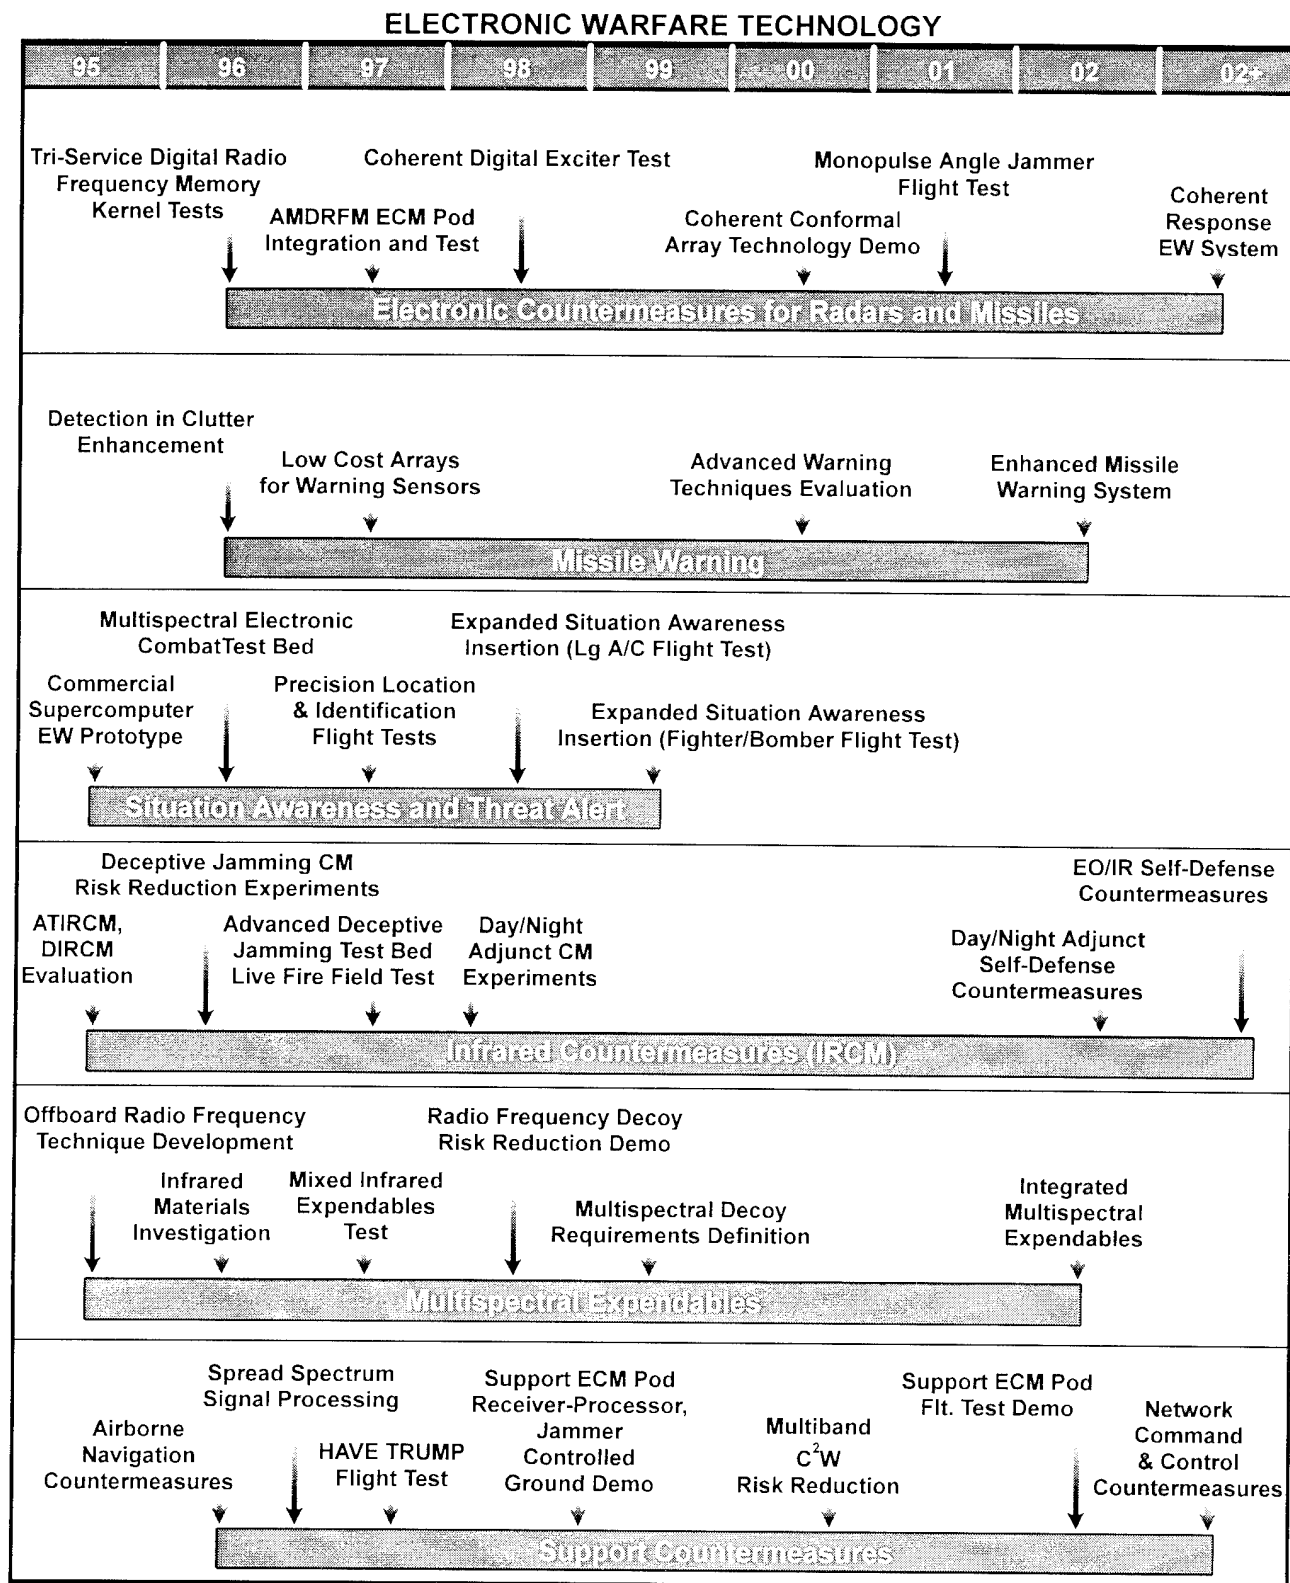 ELECTRONIC WARFARE TECHNOLOGY
95 96 97 98 99 00 01 02 02+
Tri-Service Digital Radio
Frequency Memory
Kernel Tests
AMDRFM ECM Pod
Integration and Test
Coherent Digital Exciter Test
Coherent Conformal
Array Technology Demo
Monopulse Angle Jammer
Flight Test
Coherent
Response
EW System
Electronic Countermeasures for Radars and Missiles
Detection in Clutter
Enhancement
Low Cost Arrays
for Warning Sensors
Advanced Warning
Techniques Evaluation
Enhanced Missile
Warning System
Missile Warning
Multispectral Electronic
CombatTest Bed
Expanded Situation Awareness
Insertion (Lg A/C Flight Test)
Commercial
Supercomputer
EW Prototype
Precision Location
& Identification
Flight Tests
Expanded Situation Awareness
Insertion (Fighter/Bomber Flight Test)
Situation Awareness and Threat Alert
Deceptive Jamming CM
Risk Reduction Experiments
EO/IR Self-Defense
Countermeasures
ATIRCM,
DIRCM
Evaluation
Advanced Deceptive
Jamming Test Bed
Live Fire Field Test
Day/Night
Adjunct CM
Experiments
Day/Night Adjunct
Self-Defense
Countermeasures
Infrared Countermeasures (IRCM)
Offboard Radio Frequency
Technique Development
Radio Frequency Decoy
Risk Reduction Demo
Infrared
Materials
Investigation
Mixed Infrared
Expendables
Test
Multispectral Decoy
Requirements Definition
Integrated
Multispectral
Expendables
Multispectral Expendables
Spread Spectrum
Signal Processing
Support ECM Pod
Receiver-Processor,
Jammer
Controlled
Ground Demo
Support ECM Pod
Flt. Test Demo
Airborne
Navigation
Countermeasures
HAVE TRUMP
Flight Test
Multiband
C²W
Risk Reduction
Network
Command
& Control
Countermeasures
Support Countermeasures